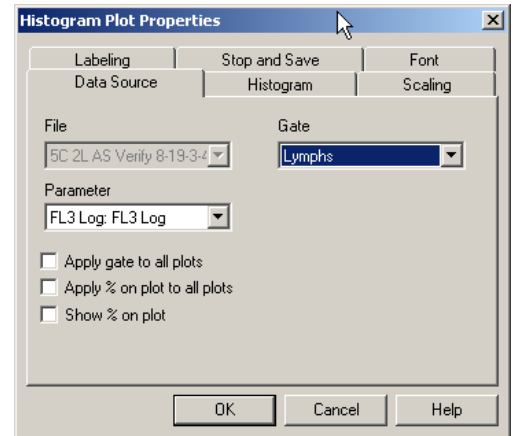 Histogram Plot Properties
Labeling Stop and Save Font
Data Source Histogram Scaling
File Gate
5C 2L AS Verify 8-19-3-4 Lymphs
Parameter
FL3 Log: FL3 Log
Apply gate to all plots
Apply % on plot to all plots
Show % on plot
OK Cancel Help